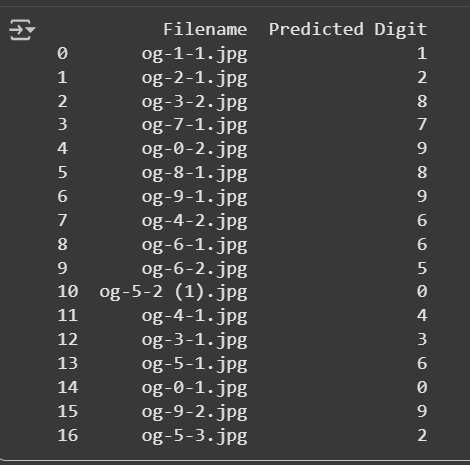 Filename Predicted Digit
0 og-1-1.jpg 1
1 og-2-1.jpg 2
2 og-3-2.jpg 8
3 og-7-1.jpg 7
4 og-0-2.jpg 9
5 og-8-1.jpg 8
6 og-9-1.jpg 9
7 og-4-2.jpg 6
8 og-6-1.jpg 6
9 og-6-2.jpg 5
10 og-5-2 (1).jpg 0
11 og-4-1.jpg 4
12 og-3-1.jpg 3
13 og-5-1.jpg 6
14 og-0-1.jpg 0
15 og-9-2.jpg 9
16 og-5-3.jpg 2